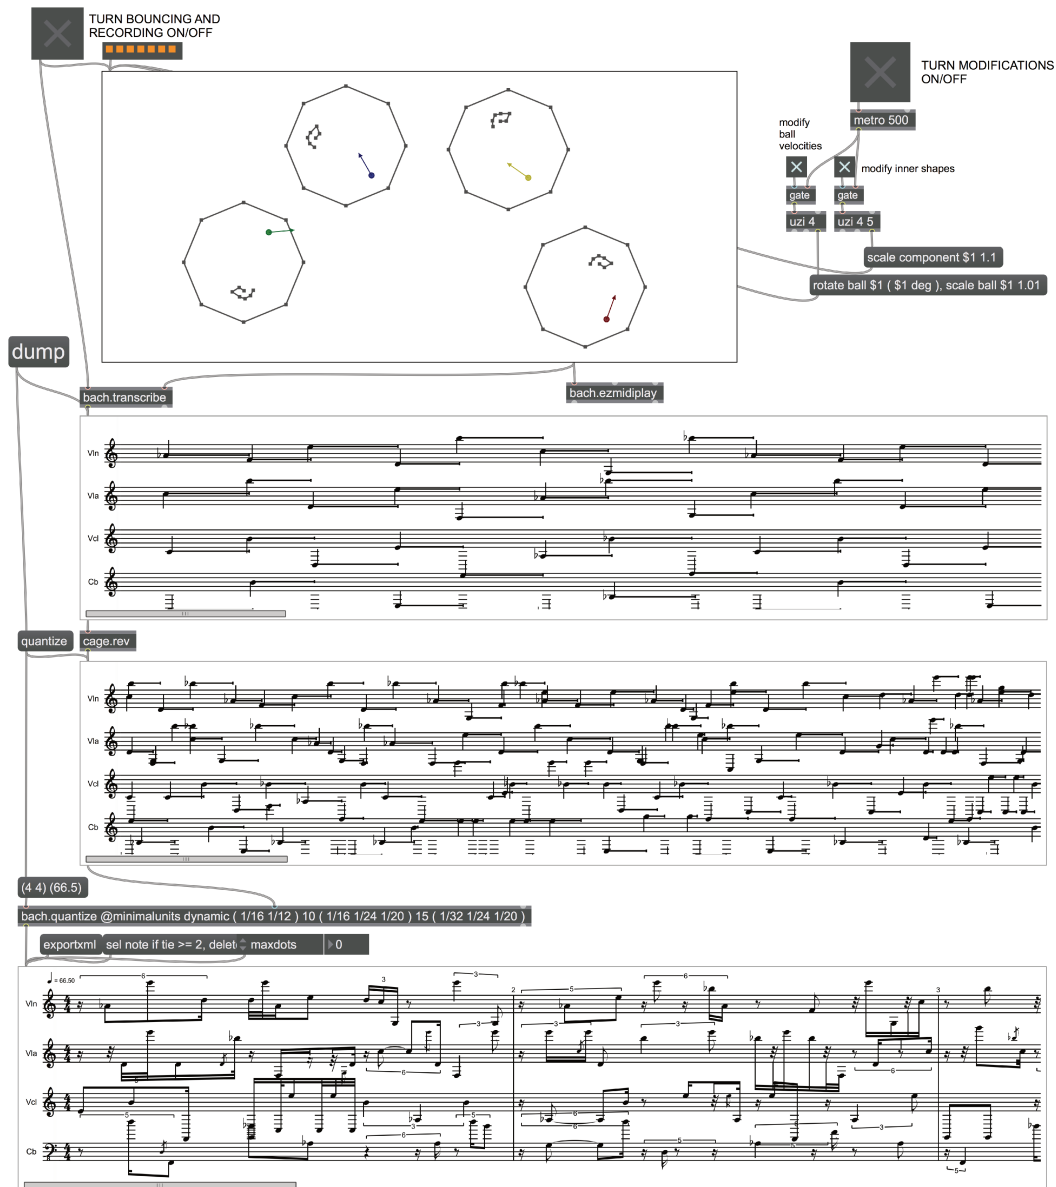 TURN BOUNCING AND
RECORDING ON/OFF
TURN MODIFICATIONS
ON/OFF
metro 500
modify
ball
velocities
modify inner shapes
gate
gate
uzi 4
uzi 4 5
scale component $1 1.1
rotate ball $1 ( $1 deg ), scale ball $1 1.01
dump
bach.transcribe
bach.ezmidiplay
Vln
Vla
Vcl
Cb
quantize
cage.rev
Vln
Vla
Vcl
Cb
(4 4) (66.5)
bach.quantize @minimalunits dynamic ( 1/16 1/12 ) 10 ( 1/16 1/24 1/20 ) 15 ( 1/32 1/24 1/20 )
exportxml
sel note if tie >= 2, delet
maxdots
0
= 66.50
Vln
Vla
Vcl
Cb